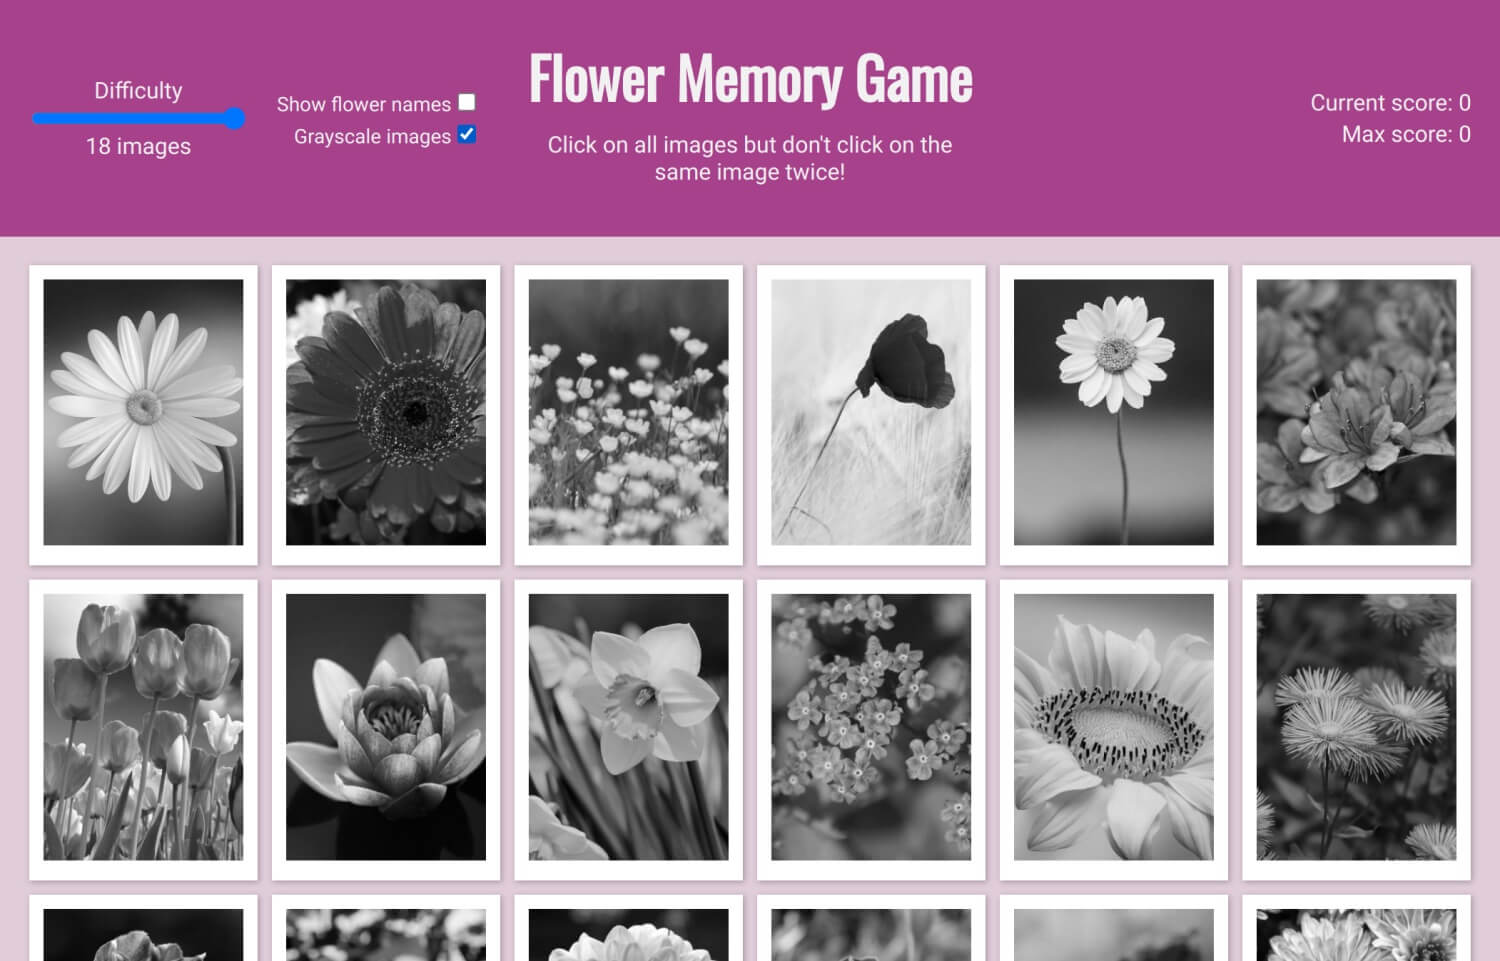 Difficulty
18 images
Show flower names
Grayscale images
Flower Memory Game
Click on all images but don't click on the
same image twice!
Current score: 0
Max score: 0